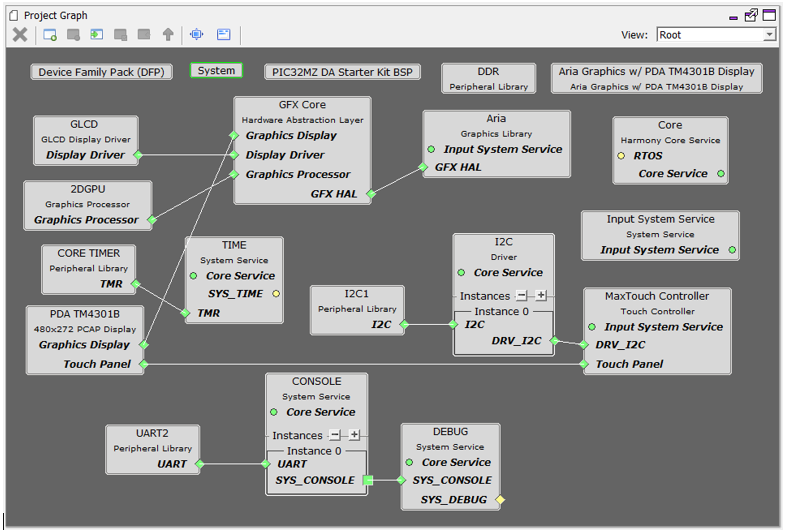 Project Graph
View: Root
Device Family Pack (DFP)
System
PIC32MZ DA Starter Kit BSP
DDR
Peripheral Library
Aria Graphics w/ PDA TM4301B Display
Aria Graphics w/ PDA TM4301B Display
GLCD
GLCD Display Driver
Display Driver
GFX Core
Hardware Abstraction Layer
Graphics Display
Display Driver
Graphics Processor
GFX HAL
Aria
Graphics Library
Input System Service
GFX HAL
Core
Harmony Core Service
RTOS
Core Service
2DGPU
Graphics Processor
Graphics Processor
Input System Service
System Service
Input System Service
CORE TIMER
Peripheral Library
TMR
TIME
System Service
Core Service
SYS_TIME
TMR
I2C
Driver
Core Service
Instances
Instance 0
I2C
DRV_I2C
I2C1
Peripheral Library
I2C
MaxTouch Controller
Touch Controller
Input System Service
DRV_I2C
Touch Panel
PDA TM4301B
480x272 PCAP Display
Graphics Display
Touch Panel
CONSOLE
System Service
Core Service
Instances
Instance 0
UART
SYS_CONSOLE
UART2
Peripheral Library
UART
DEBUG
System Service
Core Service
SYS_CONSOLE
SYS_DEBUG